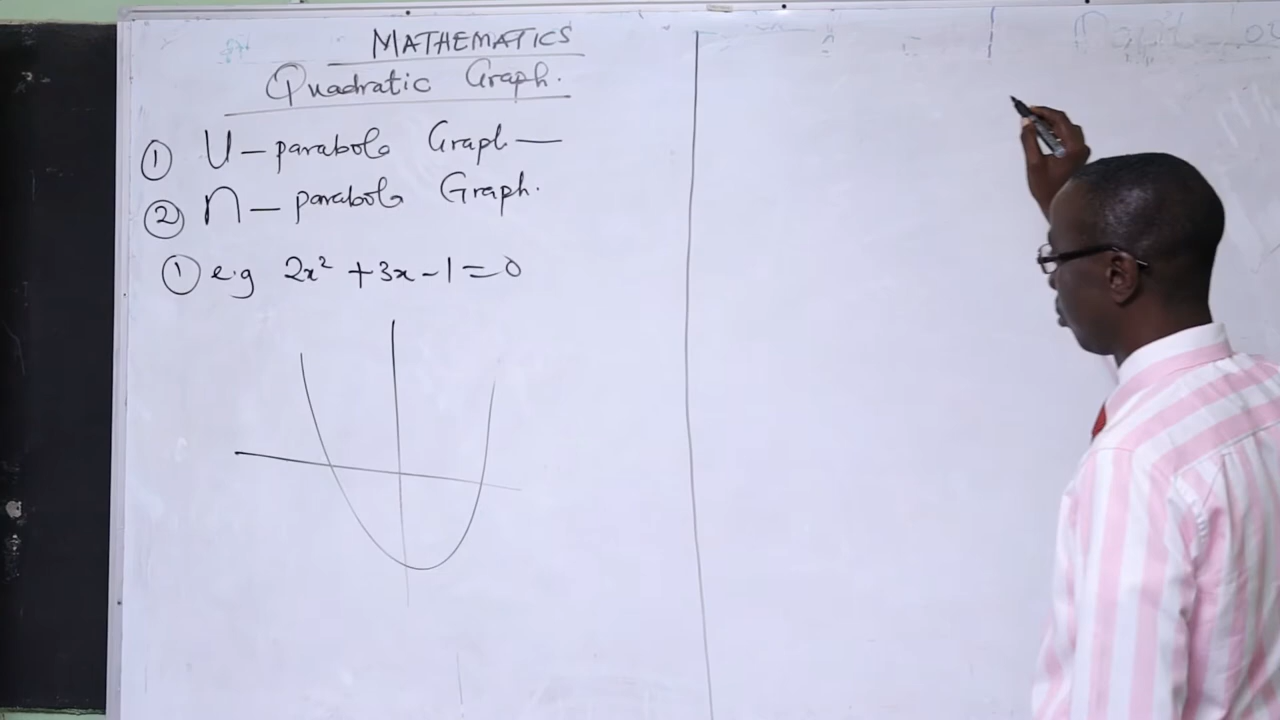 MATHEMATICS
Quadratic Graph.
① U - parabola Graph —
② ∩ - parabola Graph.
① e.g 2x² + 3x - 1 = 0